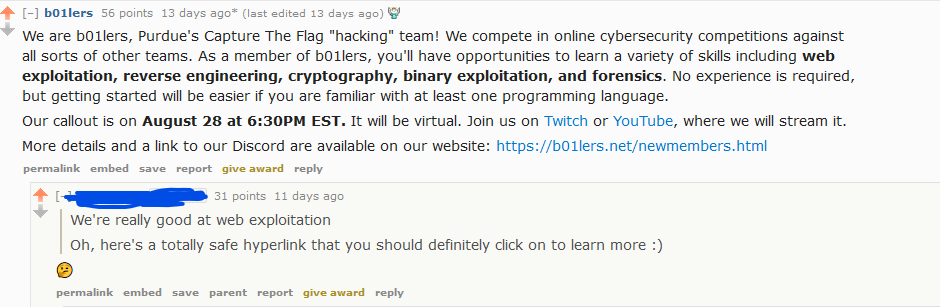 [–] b01lers 56 points 13 days ago* (last edited 13 days ago)
We are b01lers, Purdue's Capture The Flag "hacking" team! We compete in online cybersecurity competitions against
all sorts of other teams. As a member of b01lers, you'll have opportunities to learn a variety of skills including web
exploitation, reverse engineering, cryptography, binary exploitation, and forensics. No experience is required,
but getting started will be easier if you are familiar with at least one programming language.
Our callout is on August 28 at 6:30PM EST. It will be virtual. Join us on Twitch or YouTube, where we will stream it.
More details and a link to our Discord are available on our website: https://b01lers.net/newmembers.html
permalink embed save report give award reply
31 points 11 days ago
We're really good at web exploitation
Oh, here's a totally safe hyperlink that you should definitely click on to learn more :)
🤔
permalink embed save parent report give award reply